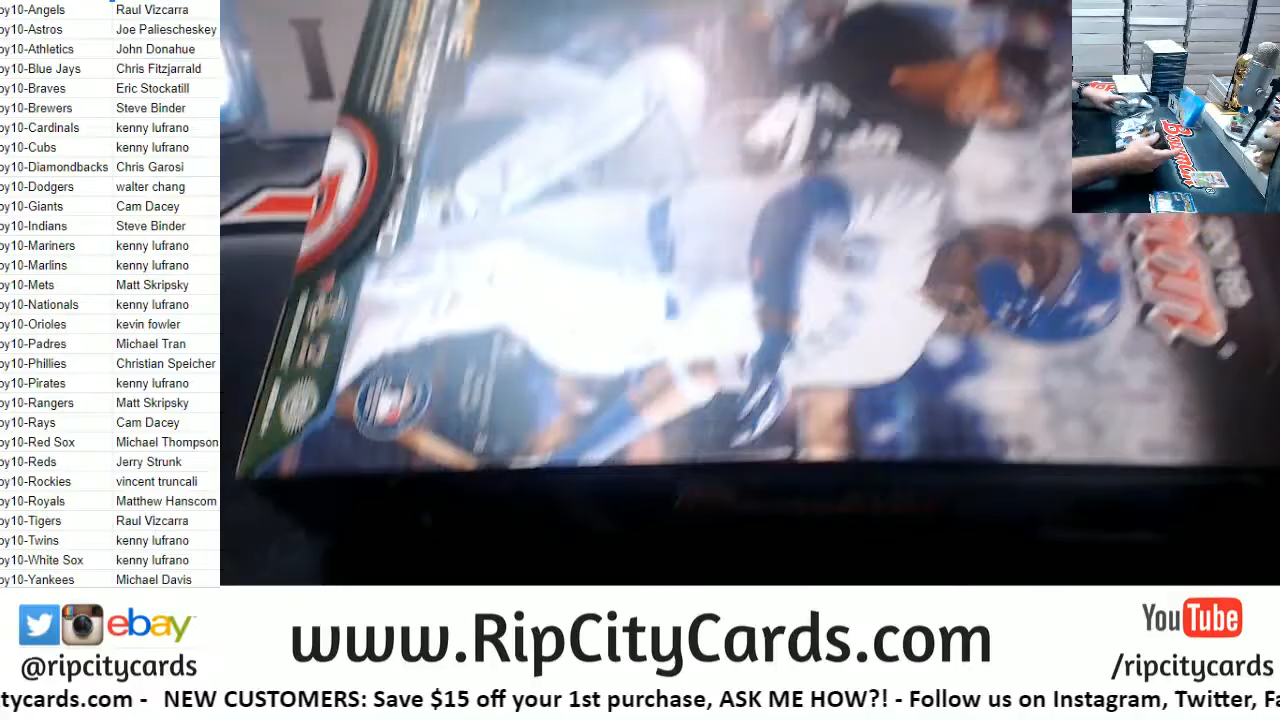 oy10-Angels Raul Vizcarra
oy10-Astros Joe Paliescheskey
oy10-Athletics John Donahue
oy10-Blue Jays Chris Fitzjarrald
oy10-Braves Eric Stockatill
oy10-Brewers Steve Binder
oy10-Cardinals kenny lufrano
oy10-Cubs kenny lufrano
oy10-Diamondbacks Chris Garosi
oy10-Dodgers walter chang
oy10-Giants Cam Dacey
oy10-Indians Steve Binder
oy10-Mariners kenny lufrano
oy10-Marlins kenny lufrano
oy10-Mets Matt Skripsky
oy10-Nationals kenny lufrano
oy10-Orioles kevin fowler
oy10-Padres Michael Tran
oy10-Phillies Christian Speicher
oy10-Pirates kenny lufrano
oy10-Rangers Matt Skripsky
oy10-Rays Cam Dacey
oy10-Red Sox Michael Thompson
oy10-Reds Jerry Strunk
oy10-Rockies vincent truncali
oy10-Royals Matthew Hanscom
oy10-Tigers Raul Vizcarra
oy10-Twins kenny lufrano
oy10-White Sox kenny lufrano
oy10-Yankees Michael Davis
Bowman
ebay
@ripcitycards
www.RipCityCards.com
YouTube
/ripcitycards
tycards.com - NEW CUSTOMERS: Save $15 off your 1st purchase, ASK ME HOW?! - Follow us on Instagram, Twitter, Fa